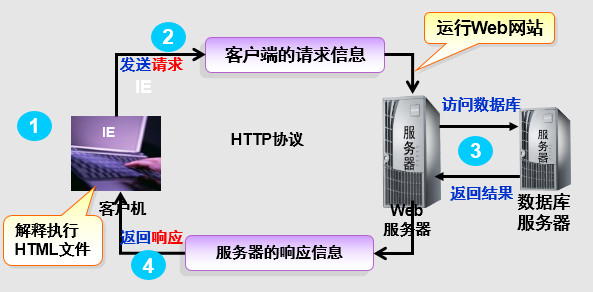 2
客户端的请求信息
运行Web网站
发送请求
IE
1
IE
HTTP协议
服务器
访问数据库
3
服务器
返回结果
客户机
Web
服务器
数据库
服务器
解释执行
HTML文件
返回响应
4
服务器的响应信息